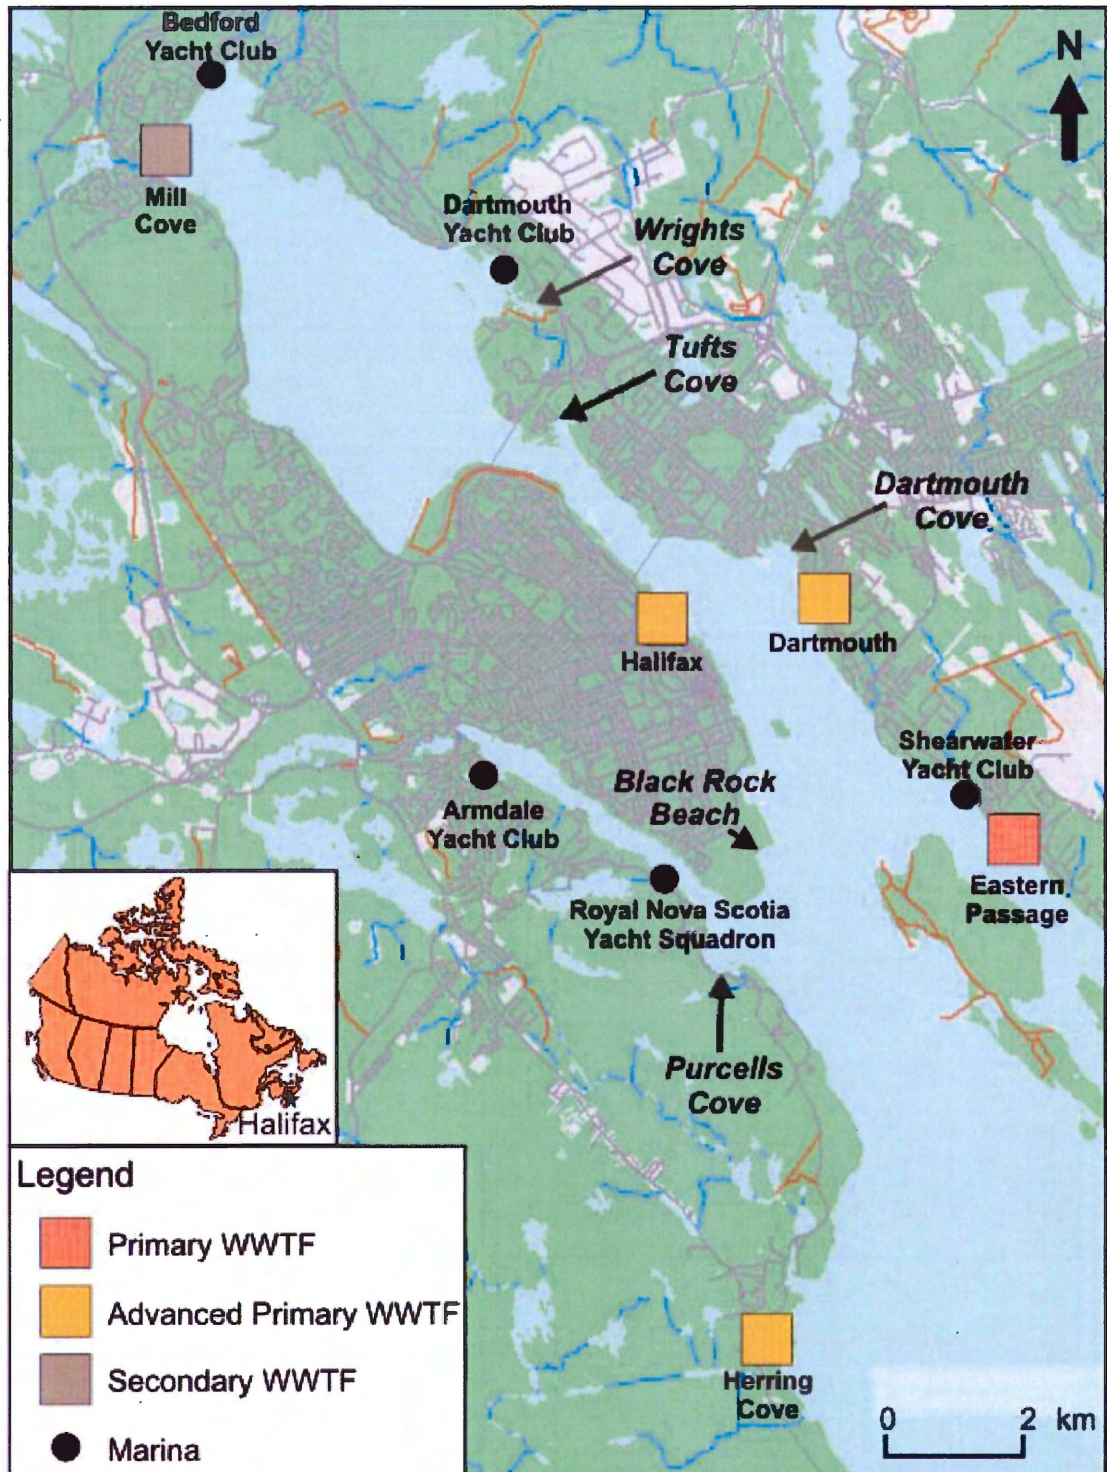 Bedford
Yacht Club
N
Mill
Cove
Dartmouth
Yacht Club
Wrights
Cove
Tufts
Cove
Dartmouth
Cove
Halifax
Dartmouth
Shearwater
Yacht Club
Black Rock
Beach
Armdale
Yacht Club
Eastern
Passage
Royal Nova Scotia
Yacht Squadron
Purcells
Cove
Halifax
Legend
Primary WWTF
Advanced Primary WWTF
Secondary WWTF
Marina
Herring
Cove
0 2 km